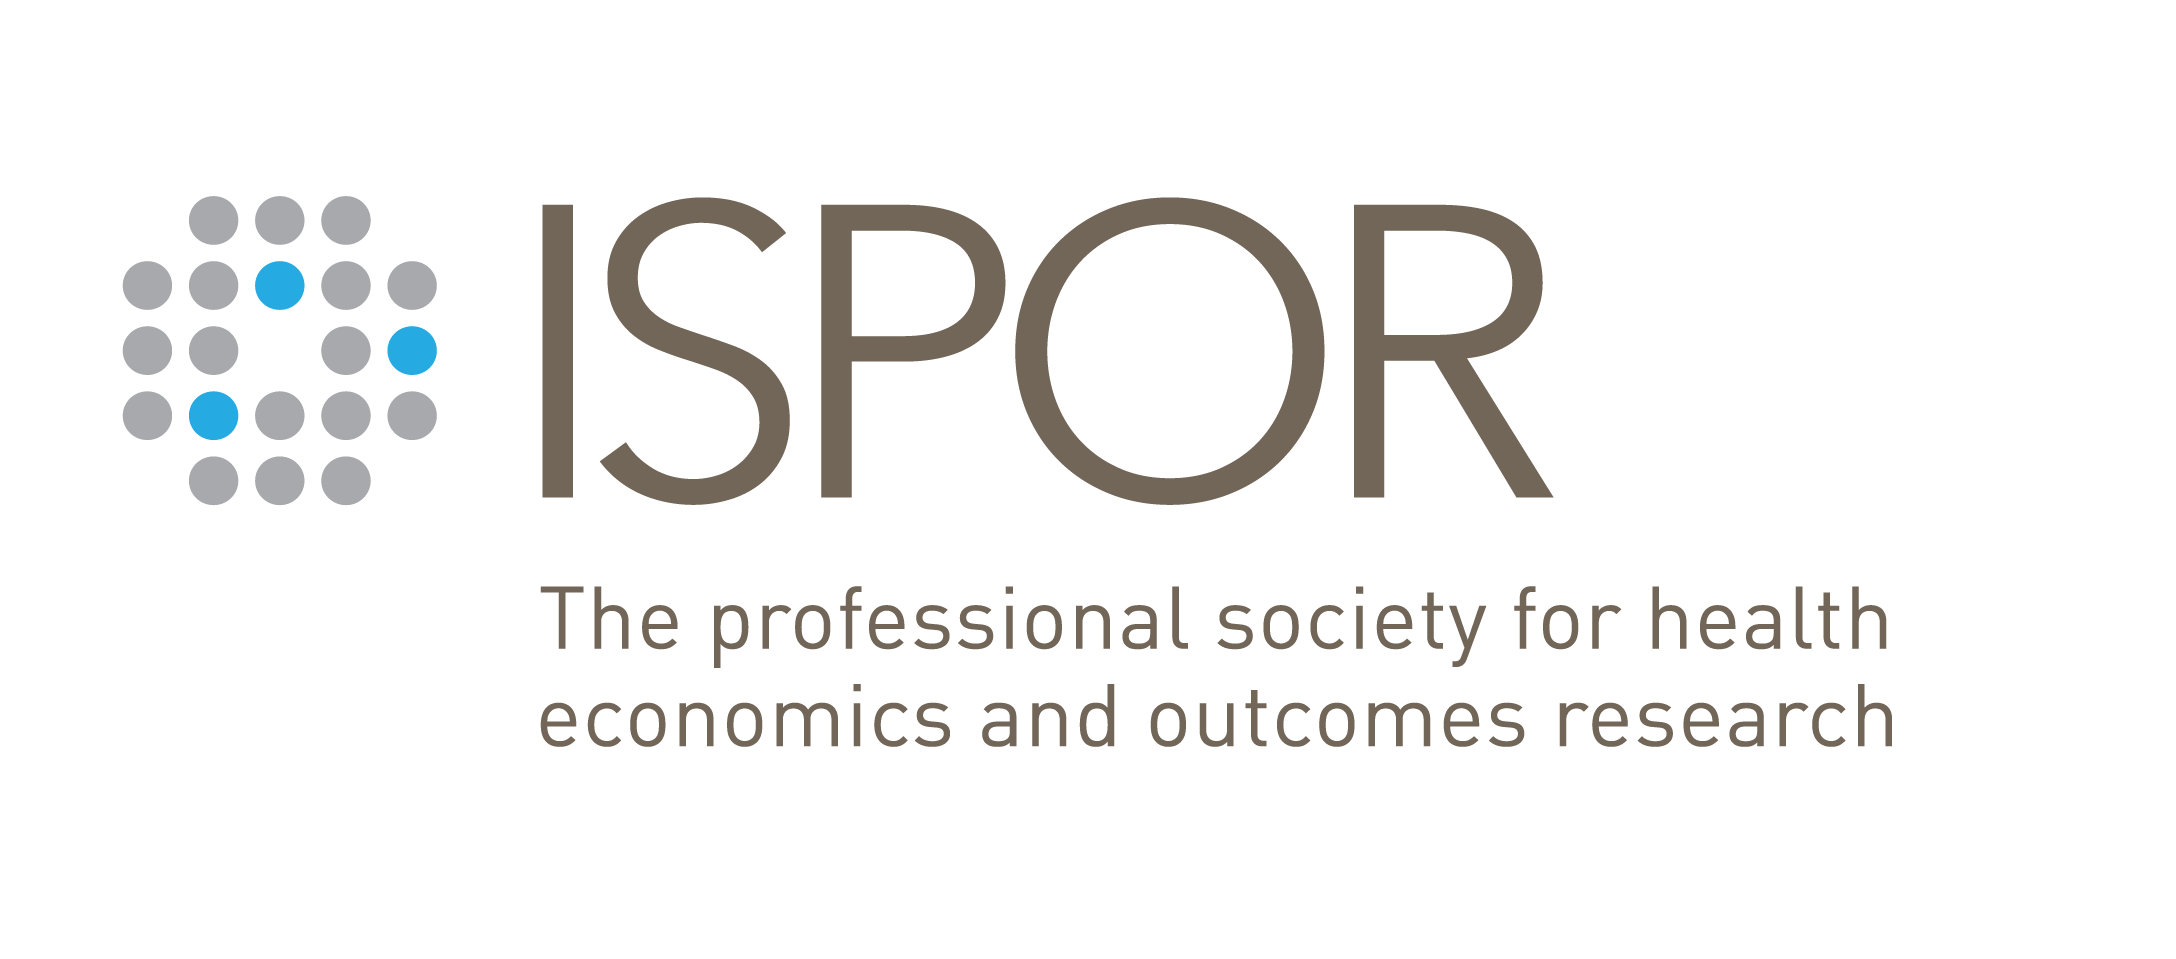 ISPOR
The professional society for health
economics and outcomes research